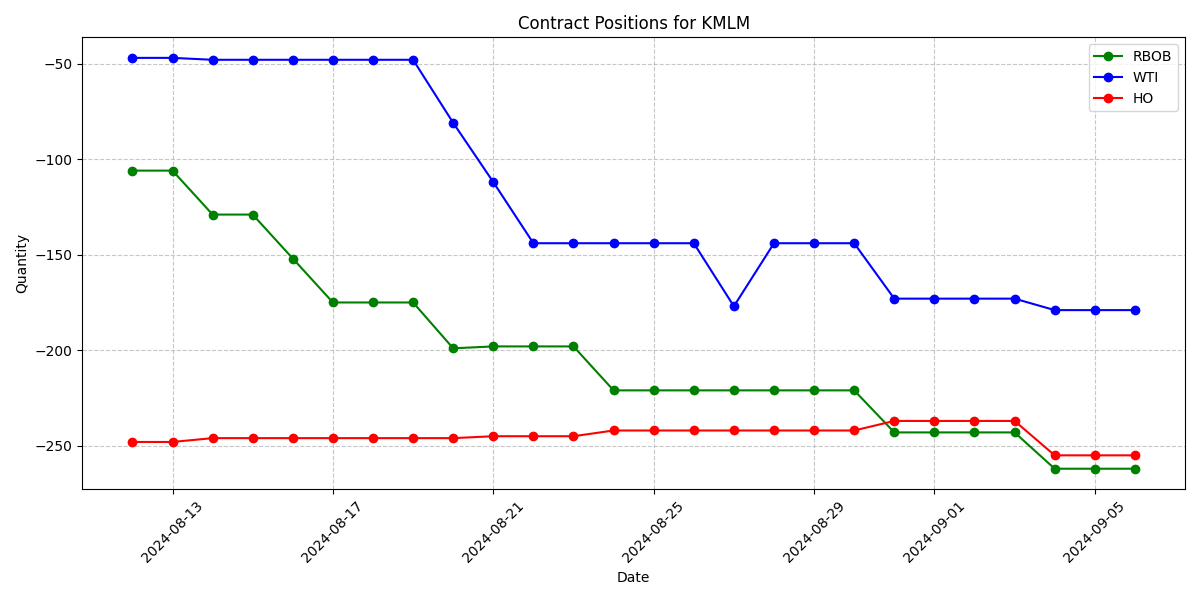 Contract Positions for KMLM
RBOB
WTI
HO
Quantity
−50
−100
−150
−200
−250
2024-08-13
2024-08-17
2024-08-21
2024-08-25
2024-08-29
2024-09-01
2024-09-05
Date